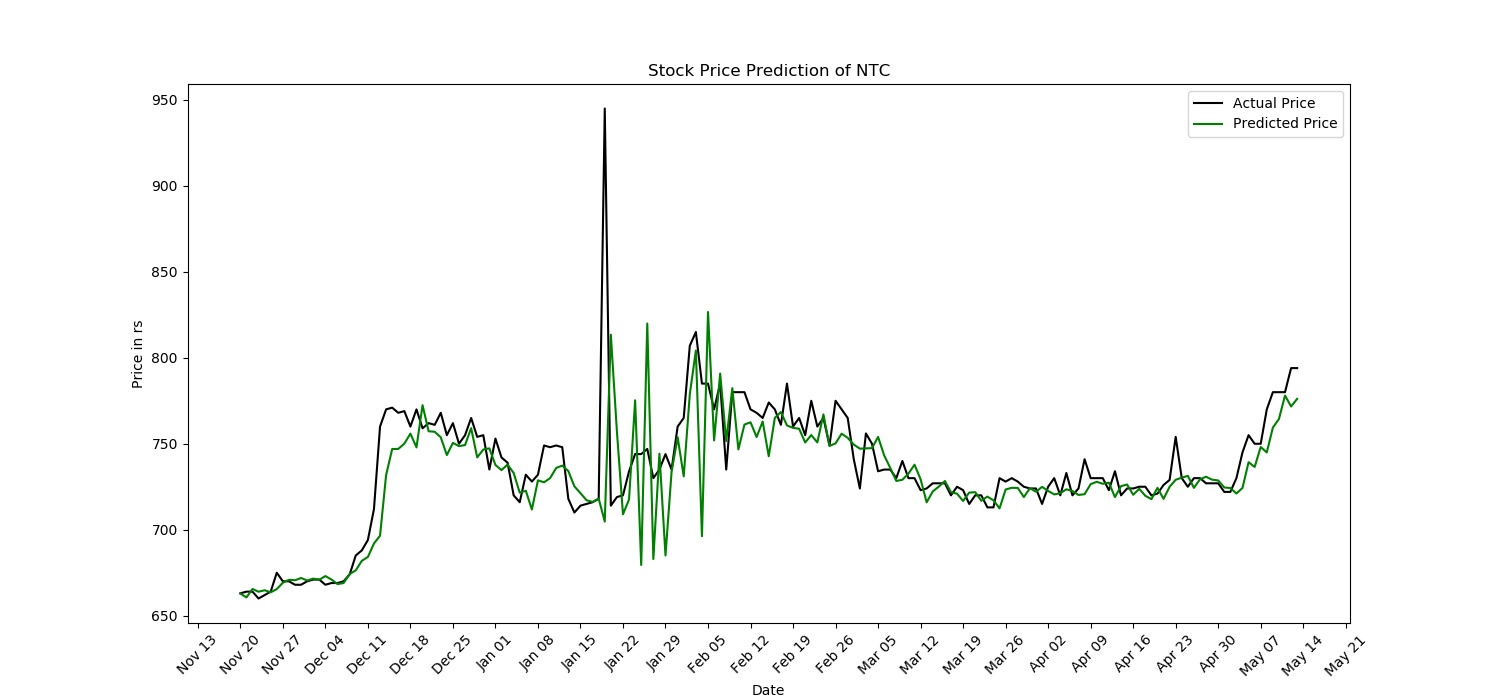 Stock Price Prediction of NTC
Actual Price
Predicted Price
Price in rs
950
900
850
800
750
700
650
Nov 13
Nov 20
Nov 27
Dec 04
Dec 11
Dec 18
Dec 25
Jan 01
Jan 08
Jan 15
Jan 22
Jan 29
Feb 05
Feb 12
Feb 19
Feb 26
Mar 05
Mar 12
Mar 19
Mar 26
Apr 02
Apr 09
Apr 16
Apr 23
Apr 30
May 07
May 14
May 21
Date